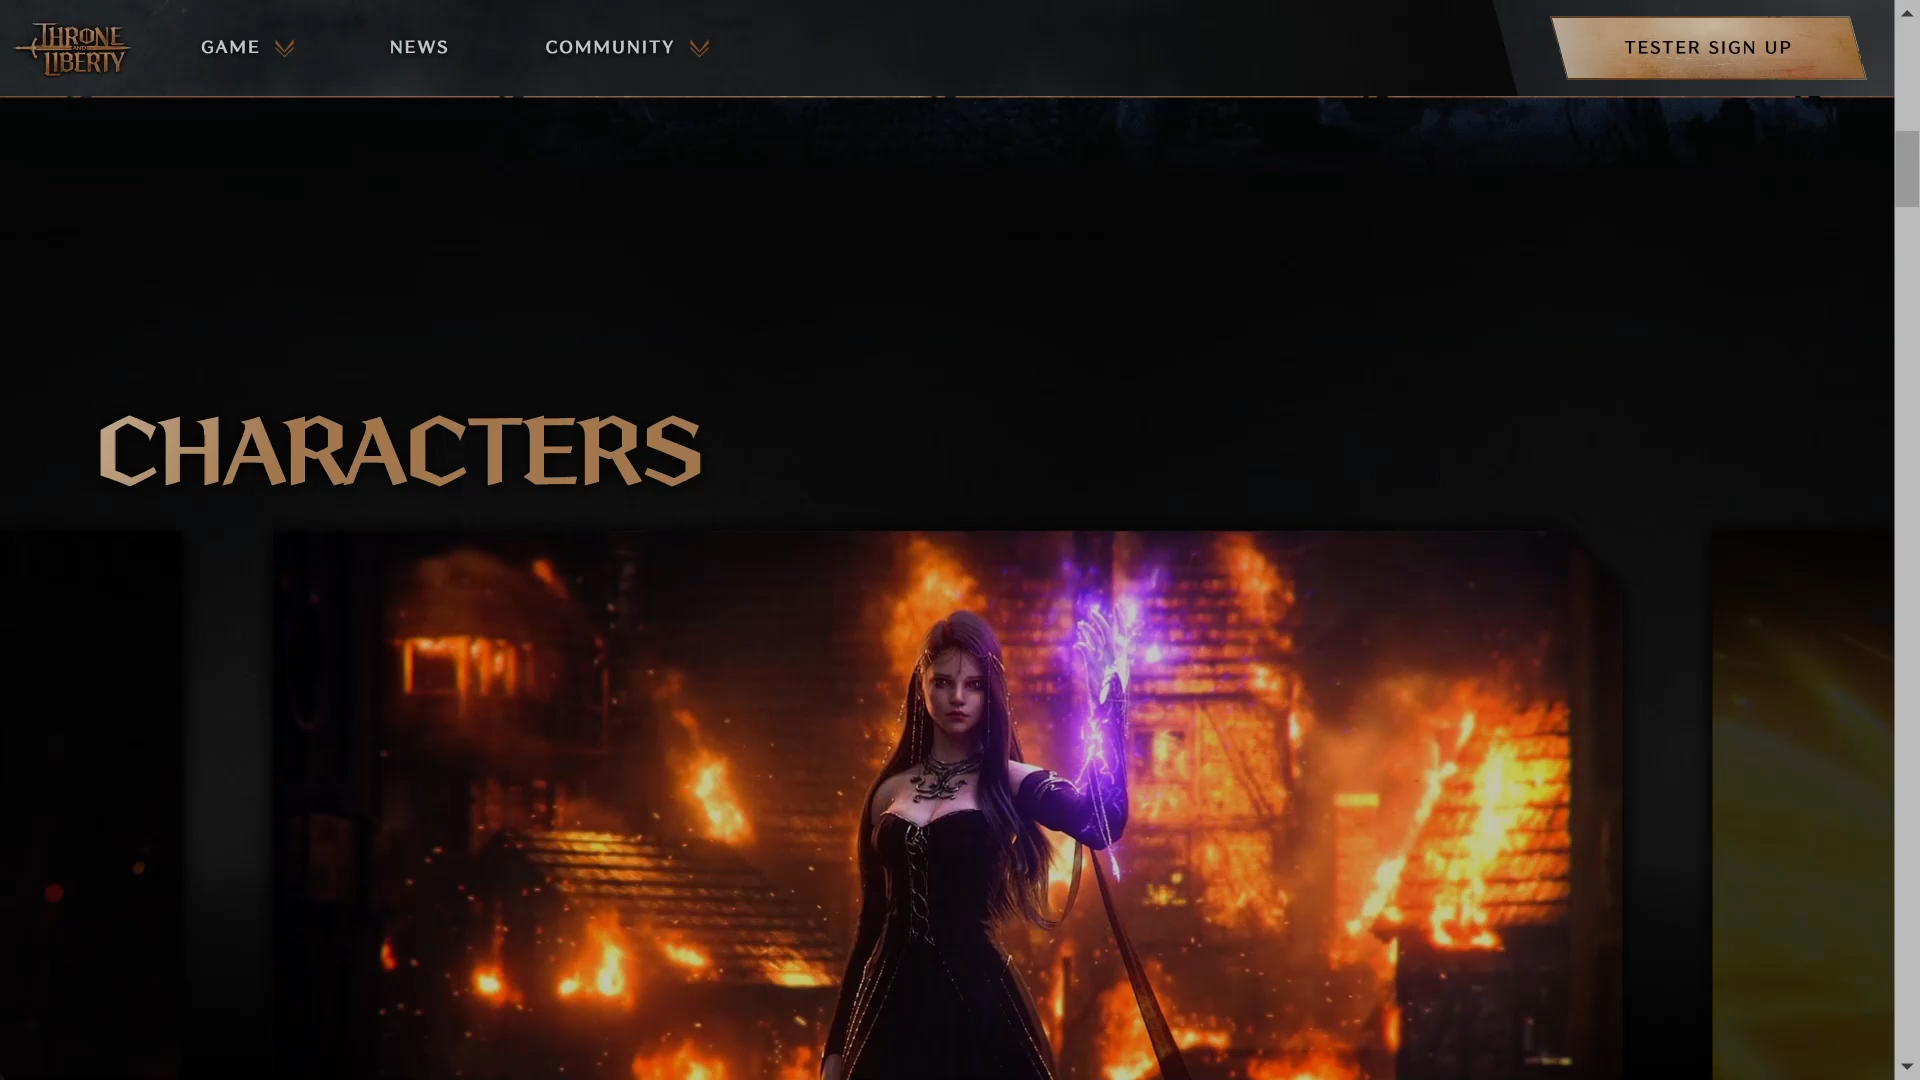 THRONE
AND
LIBERTY
GAME
NEWS
COMMUNITY
TESTER SIGN UP
CHARACTERS